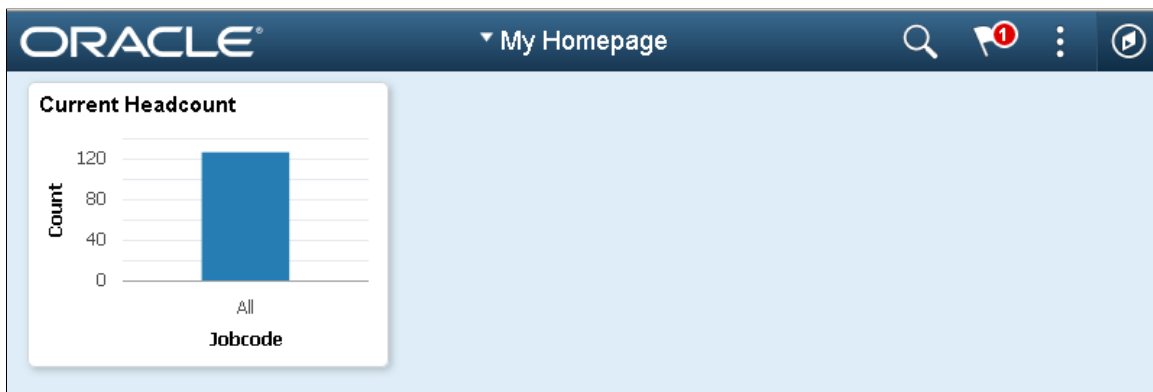 ORACLE®
My Homepage
1
Current Headcount
120
80
40
0
Count
All
Jobcode